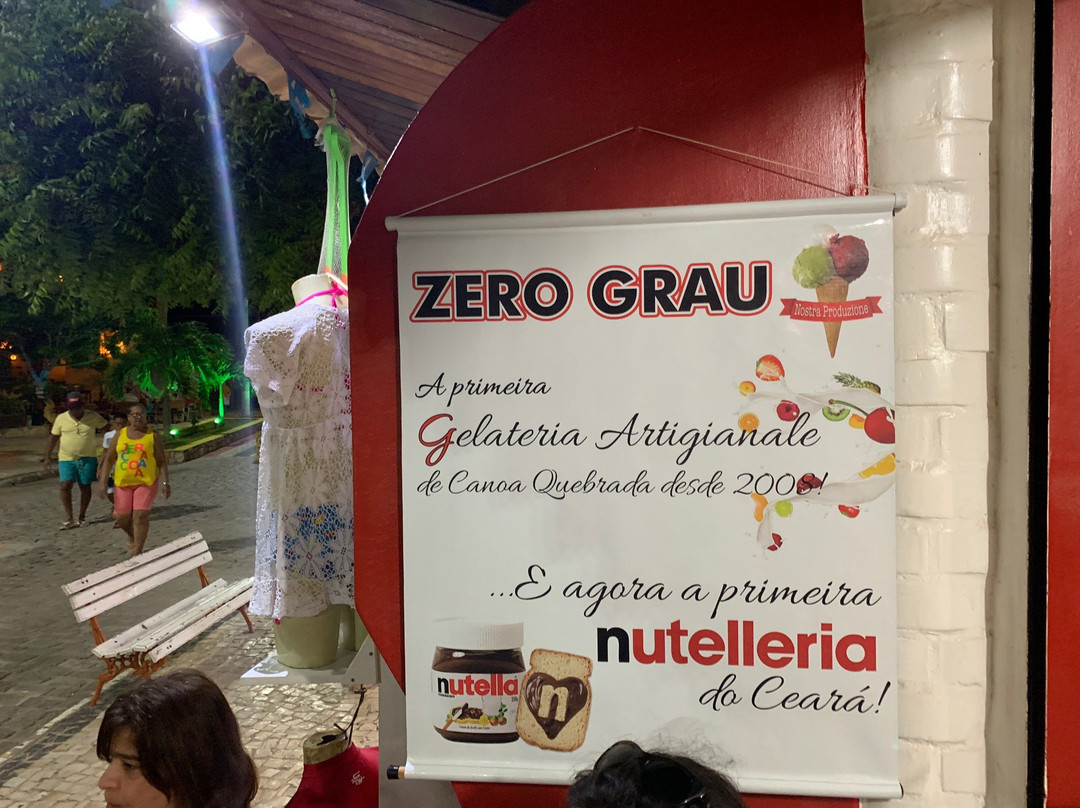 ZERO GRAU
Nostra Produzione
A primeira
Gelateria Artigianale
de Canoa Quebrada desde 2008!
...E agora a primeira
nutelleria
do Ceará!
nutella
n